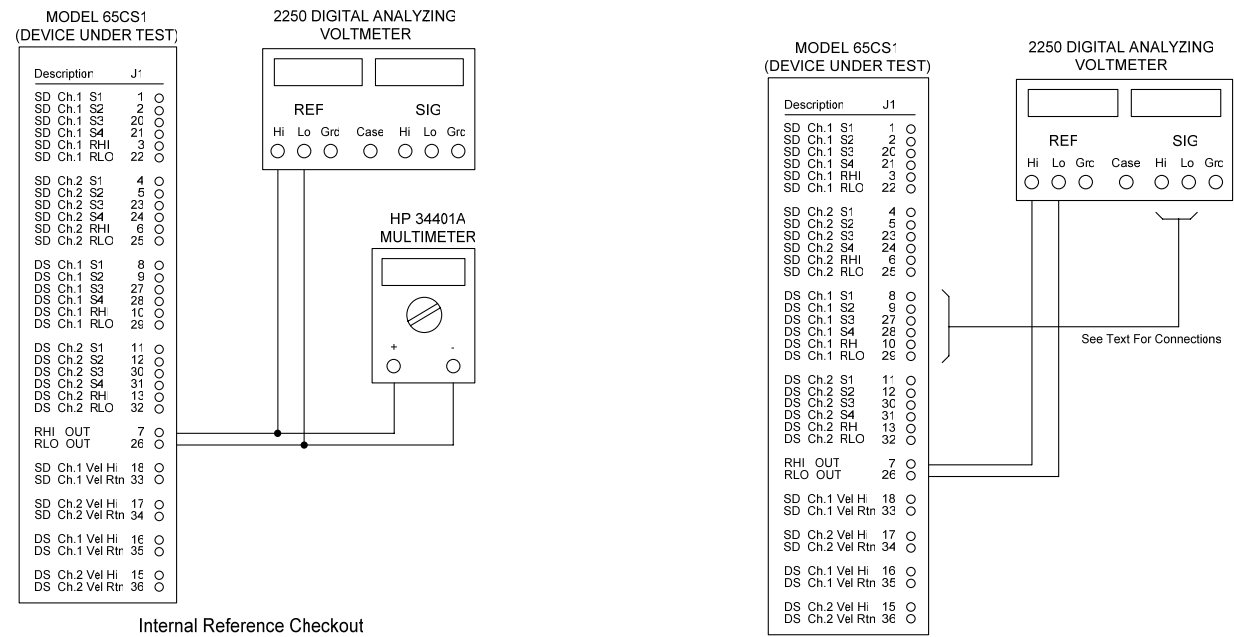 MODEL 65CS1
(DEVICE UNDER TEST)
Description J1
SD Ch.1 S1 1
SD Ch.1 S2 2
SD Ch.1 S3 20
SD Ch.1 S4 21
SD Ch.1 RHI 3
SD Ch.1 RLO 22
SD Ch.2 S1 4
SD Ch.2 S2 5
SD Ch.2 S3 23
SD Ch.2 S4 24
SD Ch.2 RHI 6
SD Ch.2 RLO 25
DS Ch.1 S1 8
DS Ch.1 S2 9
DS Ch.1 S3 27
DS Ch.1 S4 28
DS Ch.1 RHI 10
DS Ch.1 RLO 29
DS Ch.2 S1 11
DS Ch.2 S2 12
DS Ch.2 S3 30
DS Ch.2 S4 31
DS Ch.2 RHI 13
DS Ch.2 RLO 32
RHI OUT 7
RLO OUT 26
SD Ch.1 Vel Hi 18
SD Ch.1 Vel Rtn 33
SD Ch.2 Vel Hi 17
SD Ch.2 Vel Rtn 34
DS Ch.1 Vel Hi 16
DS Ch.1 Vel Rtn 35
DS Ch.2 Vel Hi 15
DS Ch.2 Vel Rtn 36
2250 DIGITAL ANALYZING
VOLTMETER
REF SIG
Hi Lo Grd Case Hi Lo Grd
HP 34401A
MULTIMETER
+ -
Internal Reference Checkout
MODEL 65CS1
(DEVICE UNDER TEST)
Description J1
SD Ch.1 S1 1
SD Ch.1 S2 2
SD Ch.1 S3 20
SD Ch.1 S4 21
SD Ch.1 RHI 3
SD Ch.1 RLO 22
SD Ch.2 S1 4
SD Ch.2 S2 5
SD Ch.2 S3 23
SD Ch.2 S4 24
SD Ch.2 RHI 6
SD Ch.2 RLO 25
DS Ch.1 S1 8
DS Ch.1 S2 9
DS Ch.1 S3 27
DS Ch.1 S4 28
DS Ch.1 RH 10
DS Ch.1 RLO 29
DS Ch.2 S1 11
DS Ch.2 S2 12
DS Ch.2 S3 30
DS Ch.2 S4 31
DS Ch.2 RH 13
DS Ch.2 RLO 32
RHI OUT 7
RLO OUT 26
SD Ch.1 Vel Hi 18
SD Ch.1 Vel Rtn 33
SD Ch.2 Vel Hi 17
SD Ch.2 Vel Rtn 34
DS Ch.1 Vel Hi 16
DS Ch.1 Vel Rtn 35
DS Ch.2 Vel Hi 15
DS Ch.2 Vel Rtn 36
2250 DIGITAL ANALYZING
VOLTMETER
REF SIG
Hi Lo Grd Case Hi Lo Grd
See Text For Connections